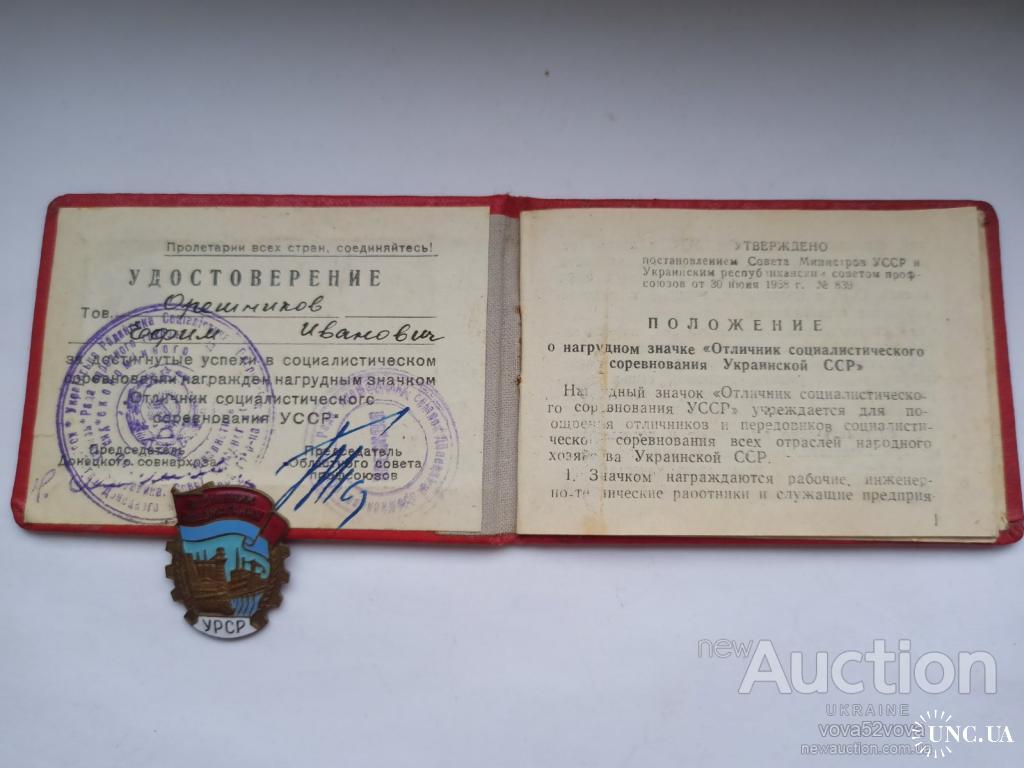 Пролетарии всех стран, соединяйтесь!
УДОСТОВЕРЕНИЕ
Тов. Орешников
Ефим Иванович
за достигнутые успехи в социалистическом
соревновании награжден нагрудным значком
"Отличник социалистического
соревнования УССР"
Председатель
Донецкого совнархоза
Председатель
Областного совета
профсоюзов
УТВЕРЖДЕНО
постановлением Совета Министров УССР и
Украинским республикански советом проф-
союзов от 30 июня 1958 г. № 839
ПОЛОЖЕНИЕ
о нагрудном значке «Отличник социалистического
соревнования Украинской ССР»
Нагрудный значок «Отличник социалистическо-
го соревнования УССР» учреждается для по-
ощрения отличников и передовиков социалисти-
ческого соревнования всех отраслей народного
хозяйства Украинской ССР.
1. Значком награждаются рабочие, инженер-
но-технические работники и служащие предприя-
1
УРСР
new Auction
UKRAINE
vova52vova
newauction.com.ua
UNC.UA